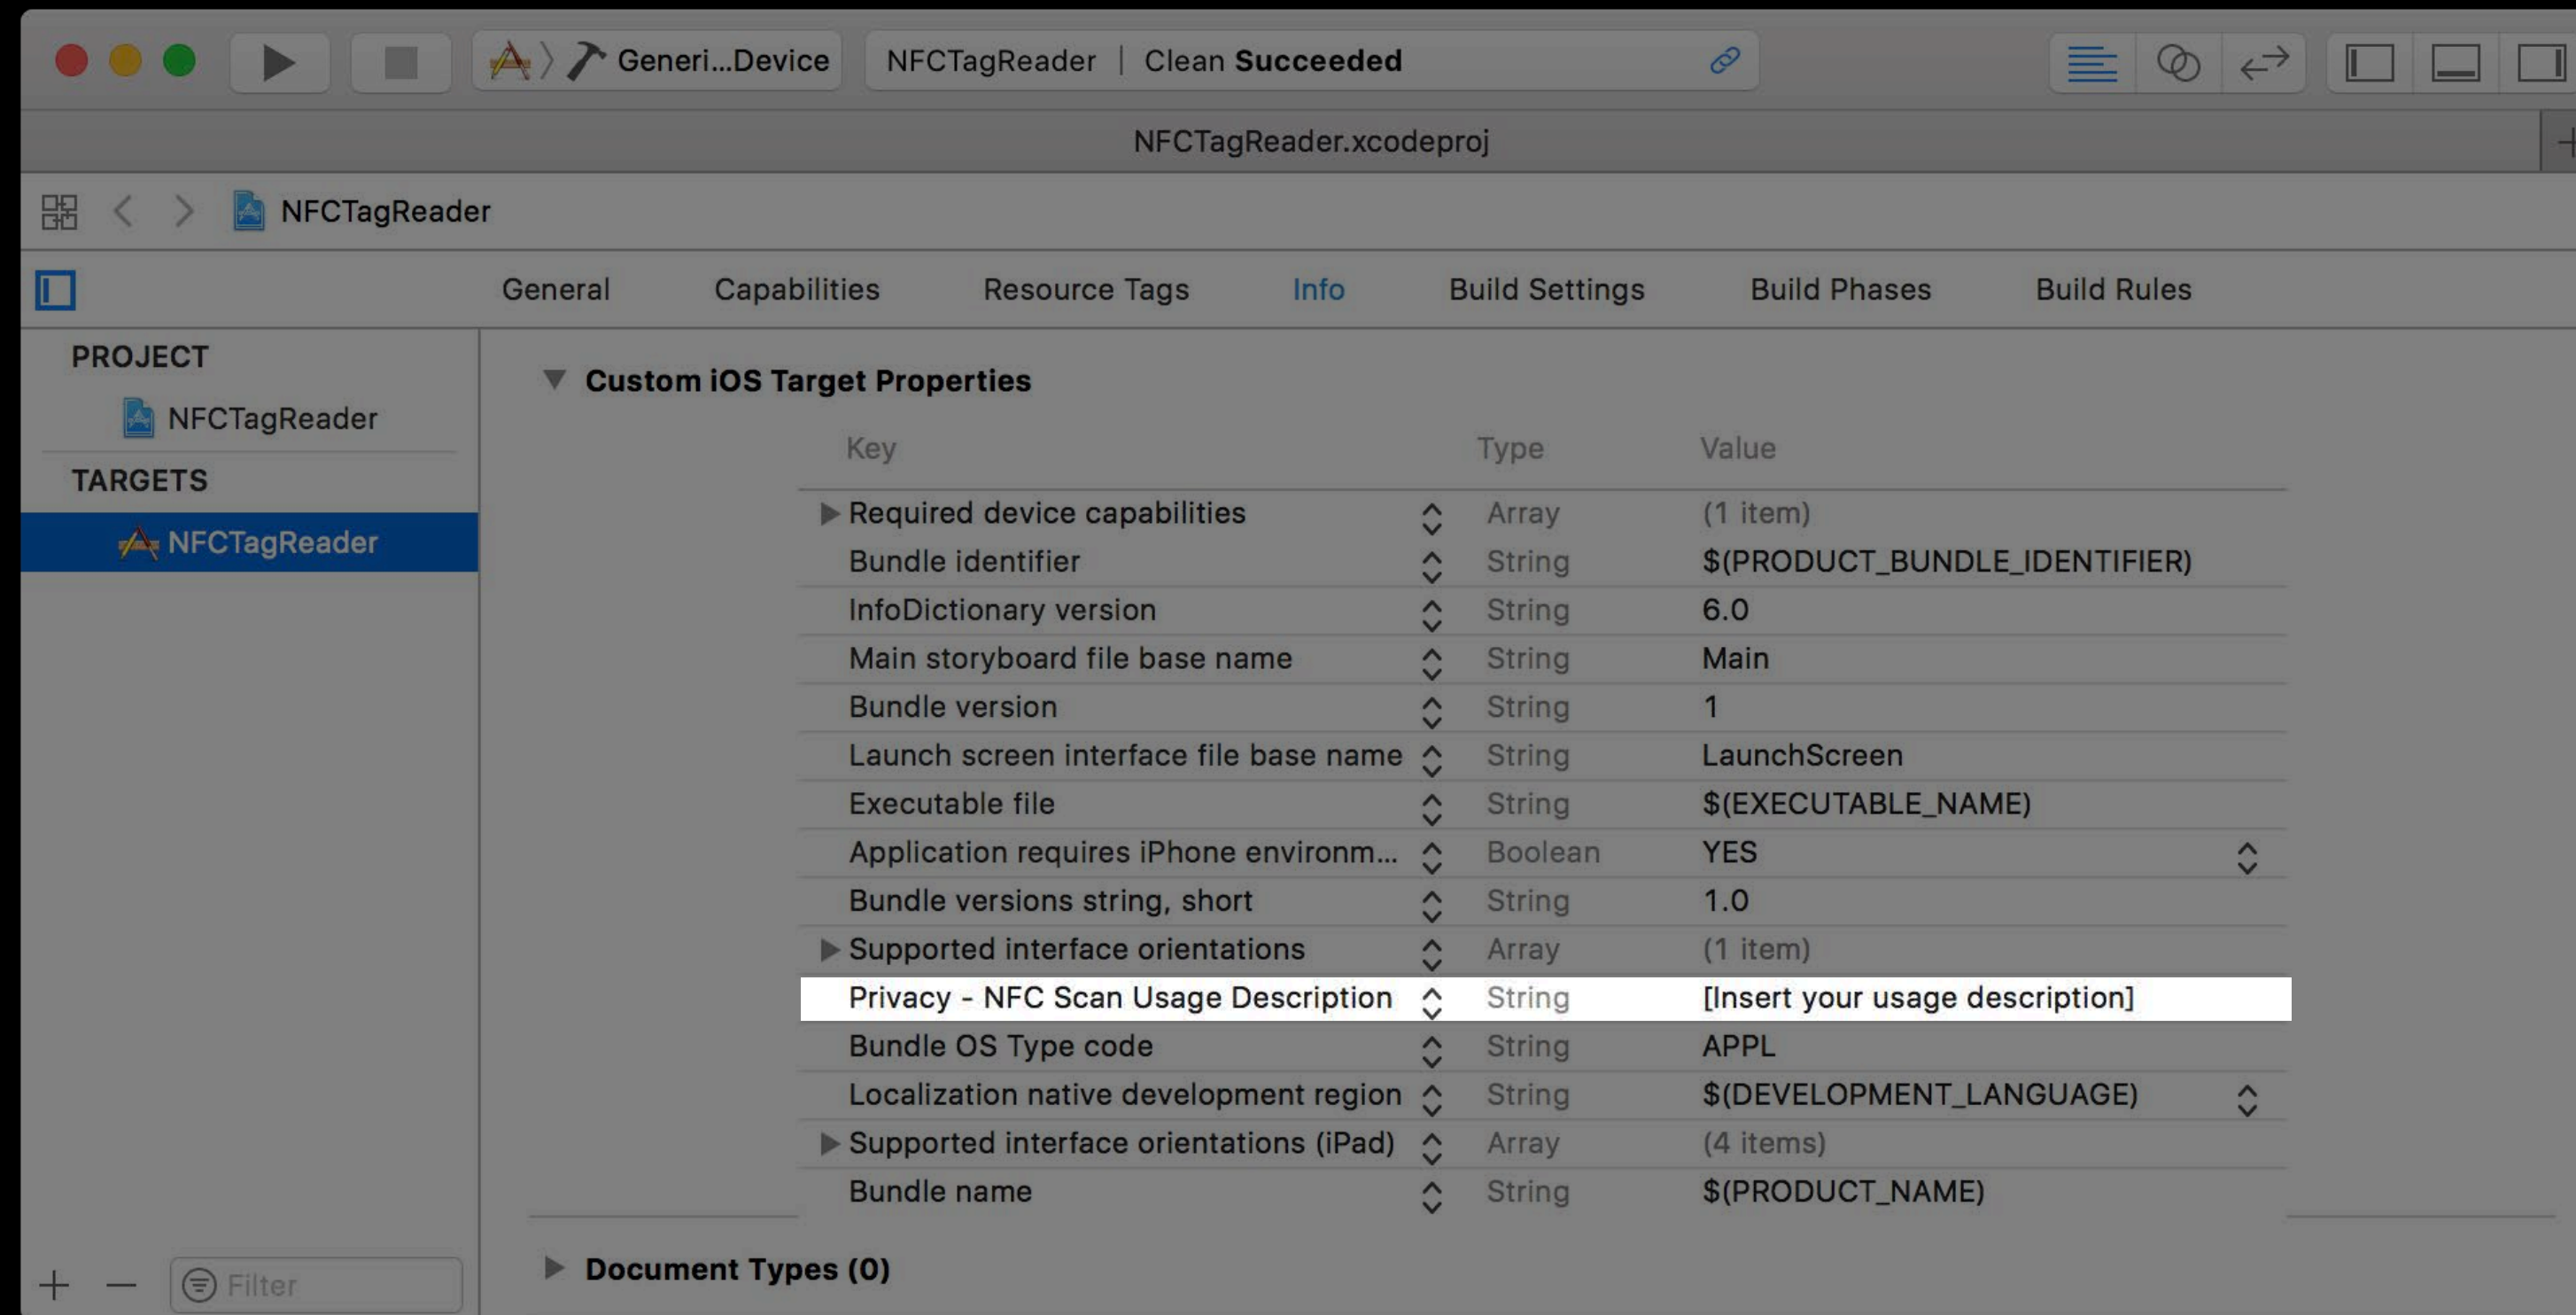 Generi...Device NFCTagReader | Clean Succeeded
NFCTagReader.xcodeproj
NFCTagReader
General Capabilities Resource Tags Info Build Settings Build Phases Build Rules
PROJECT
NFCTagReader
TARGETS
NFCTagReader
Custom iOS Target Properties
Key Type Value
Required device capabilities Array (1 item)
Bundle identifier String $(PRODUCT_BUNDLE_IDENTIFIER)
InfoDictionary version String 6.0
Main storyboard file base name String Main
Bundle version String 1
Launch screen interface file base name String LaunchScreen
Executable file String $(EXECUTABLE_NAME)
Application requires iPhone environm... Boolean YES
Bundle versions string, short String 1.0
Supported interface orientations Array (1 item)
Privacy - NFC Scan Usage Description String [Insert your usage description]
Bundle OS Type code String APPL
Localization native development region String $(DEVELOPMENT_LANGUAGE)
Supported interface orientations (iPad) Array (4 items)
Bundle name String $(PRODUCT_NAME)
Document Types (0)
Filter